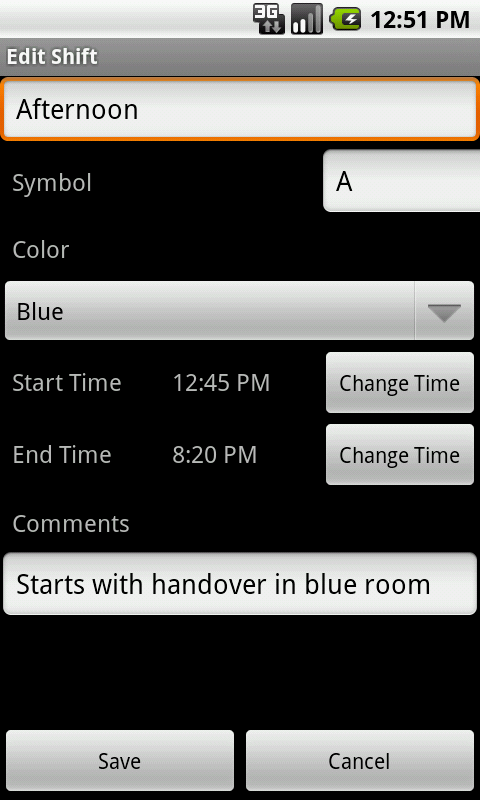 3G 12:51 PM
Edit Shift
Afternoon
Symbol A
Color
Blue
Start Time 12:45 PM Change Time
End Time 8:20 PM Change Time
Comments
Starts with handover in blue room
Save Cancel